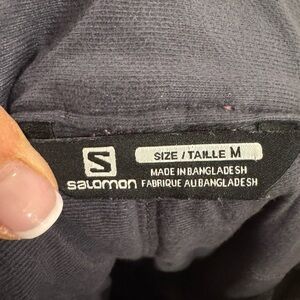 S
salomon
SIZE / TAILLE M
MADE IN BANGLADESH
FABRIQUE AU BANGLADESH